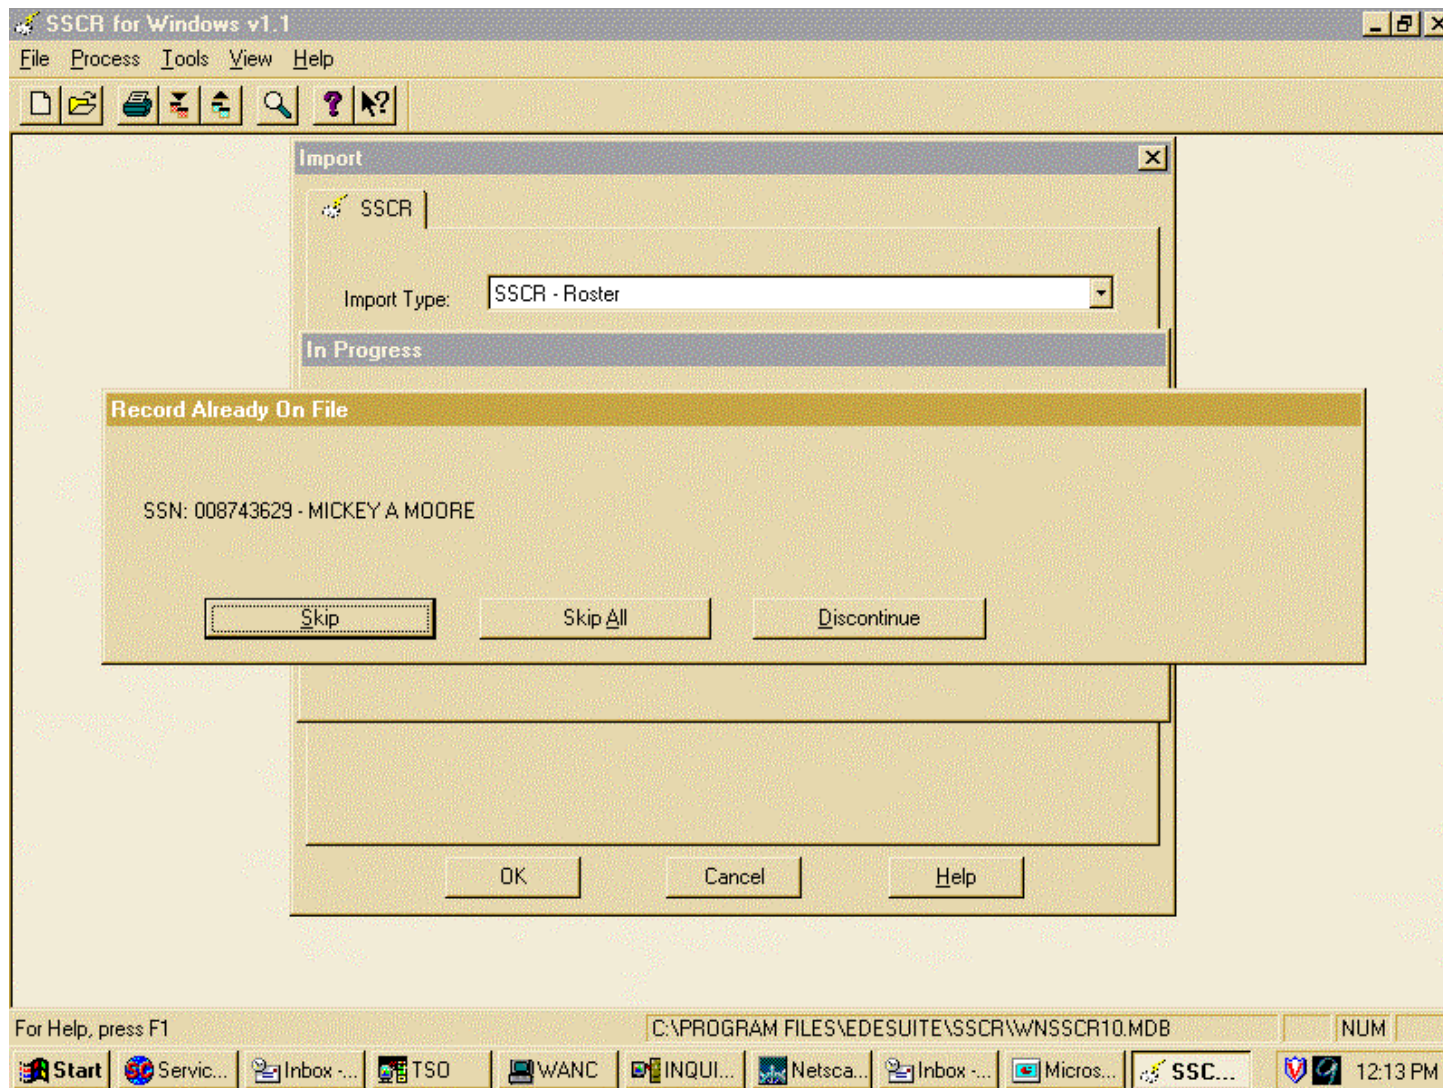 SSCR for Windows v1.1
File Process Tools View Help
Import
SSCR
Import Type: SSCR - Roster
In Progress
Record Already On File
SSN: 008743629 - MICKEY A MOORE
Skip Skip All Discontinue
OK Cancel Help
For Help, press F1 C:\PROGRAM FILES\EDESUITE\SSCR\WNSSCR10.MDB NUM
Start Servic... Inbox -... TSO WANC INQUI... Netsca... Inbox -... Micros... SSC... 12:13 PM